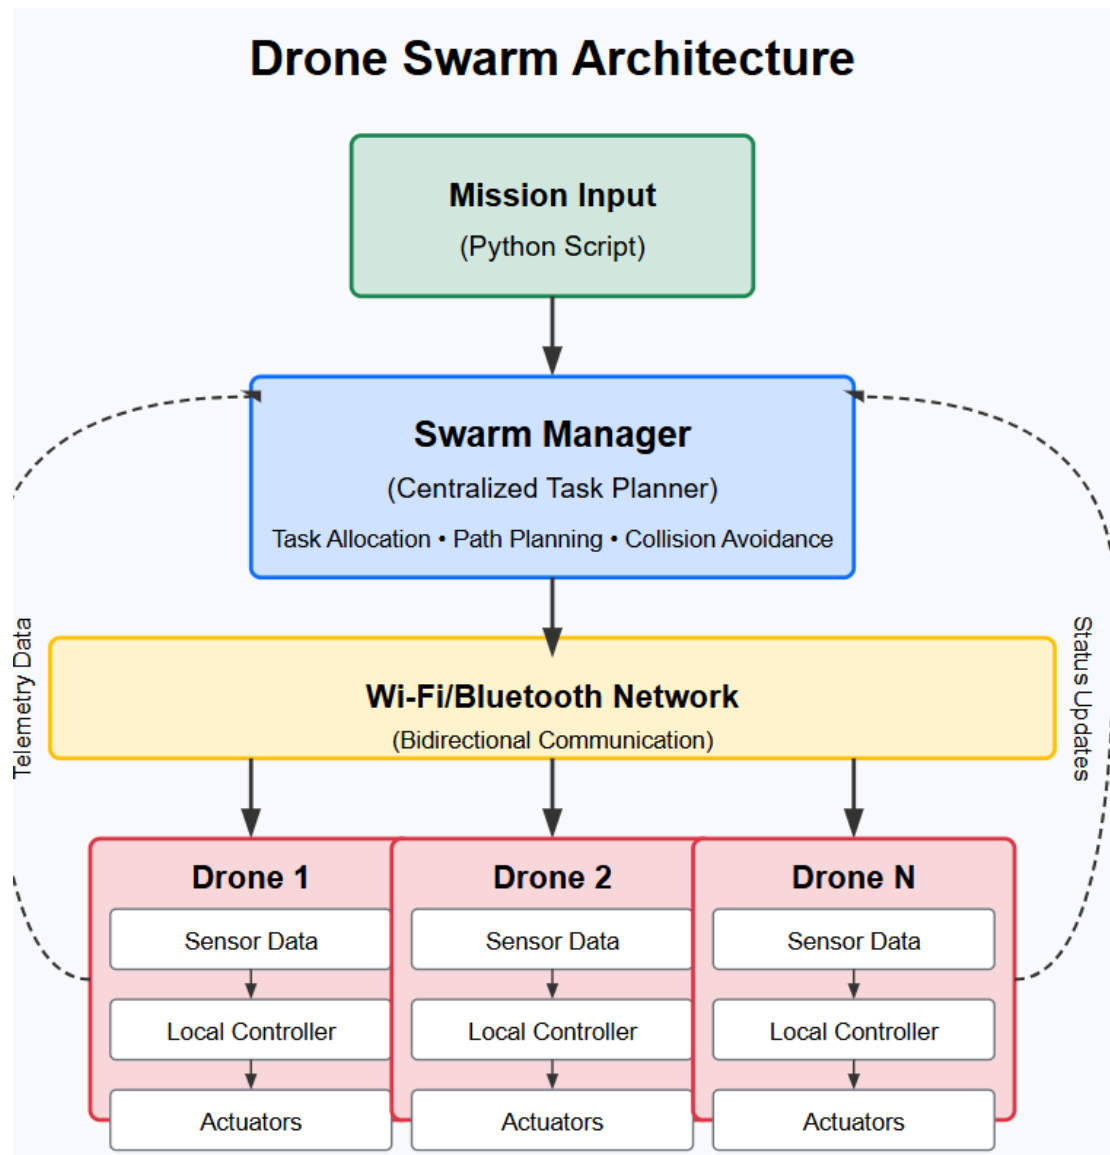 Drone Swarm Architecture
Mission Input
(Python Script)
Swarm Manager
(Centralized Task Planner)
Task Allocation • Path Planning • Collision Avoidance
Telemetry Data
Status Updates
Wi-Fi/Bluetooth Network
(Bidirectional Communication)
Drone 1
Sensor Data
Local Controller
Actuators
Drone 2
Sensor Data
Local Controller
Actuators
Drone N
Sensor Data
Local Controller
Actuators